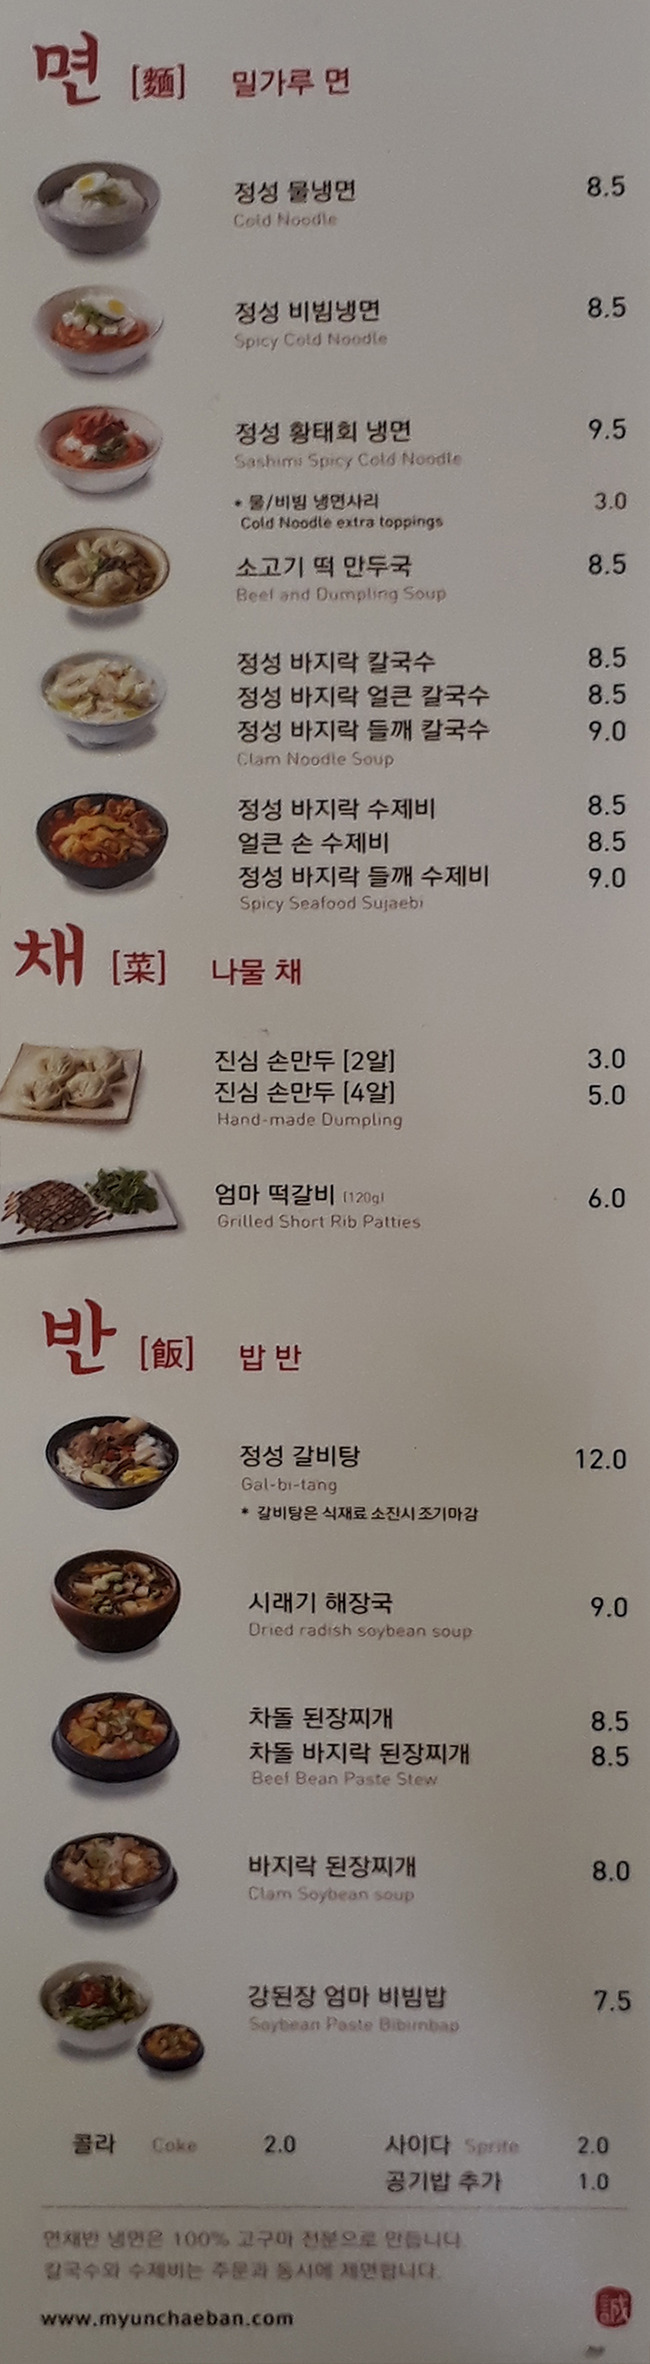 면 [麵] 밀가루 면
정성 물냉면 8.5
Cold Noodle
정성 비빔냉면 8.5
Spicy Cold Noodle
정성 황태회 냉면 9.5
Sashimi Spicy Cold Noodle
* 물/비빔 냉면사리 3.0
Cold Noodle extra toppings
소고기 떡 만두국 8.5
Beef and Dumpling Soup
정성 바지락 칼국수 8.5
정성 바지락 얼큰 칼국수 8.5
정성 바지락 들깨 칼국수 9.0
Clam Noodle Soup
정성 바지락 수제비 8.5
얼큰 손 수제비 8.5
정성 바지락 들깨 수제비 9.0
Spicy Seafood Sujaebi
채 [菜] 나물 채
진심 손만두 [2알] 3.0
진심 손만두 [4알] 5.0
Hand-made Dumpling
엄마 떡갈비 (120g) 6.0
Grilled Short Rib Patties
반 [飯] 밥 반
정성 갈비탕 12.0
Gal-bi-tang
* 갈비탕은 식재료 소진시 조기마감
시래기 해장국 9.0
Dried radish soybean soup
차돌 된장찌개 8.5
차돌 바지락 된장찌개 8.5
Beef Bean Paste Stew
바지락 된장찌개 8.0
Clam Soybean soup
강된장 엄마 비빔밥 7.5
Soybean Paste Bibimbap
콜라 Coke 2.0 사이다 Sprite 2.0
공기밥 추가 1.0
면채반 냉면은 100% 고구마 전분으로 만듭니다.
칼국수와 수제비는 주문과 동시에 제면합니다.
www.myunchaeban.com
誠